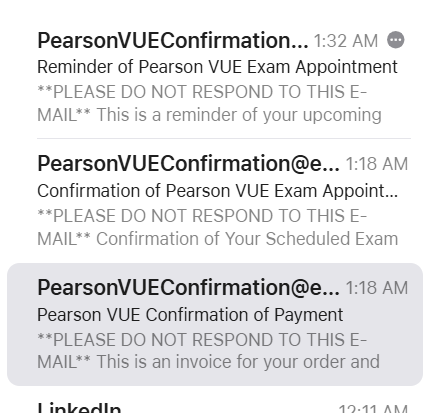 PearsonVUEConfirmation... 1:32 AM
Reminder of Pearson VUE Exam Appointment
**PLEASE DO NOT RESPOND TO THIS E-
MAIL** This is a reminder of your upcoming
PearsonVUEConfirmation@e... 1:18 AM
Confirmation of Pearson VUE Exam Appoint...
**PLEASE DO NOT RESPOND TO THIS E-
MAIL** Confirmation of Your Scheduled Exam
PearsonVUEConfirmation@e... 1:18 AM
Pearson VUE Confirmation of Payment
**PLEASE DO NOT RESPOND TO THIS E-
MAIL** This is an invoice for your order and
LinkedIn 12:11 AM